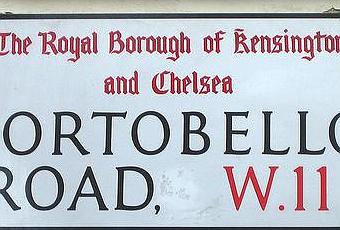 The Royal Borough of Kensington
and Chelsea
ORTOBELLO
ROAD, W.11